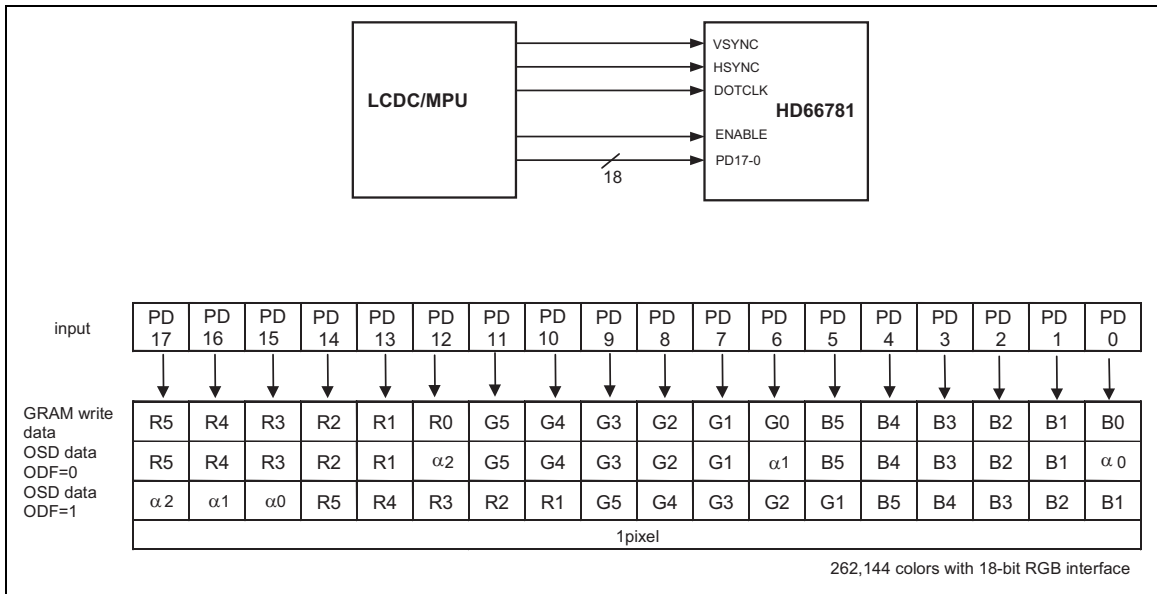 VSYNC
HSYNC
LCDC/MPU
DOTCLK
HD66781
ENABLE
PD17-0
18
input
PD 17 PD 16 PD 15 PD 14 PD 13 PD 12 PD 11 PD 10 PD 9 PD 8 PD 7 PD 6 PD 5 PD 4 PD 3 PD 2 PD 1 PD 0
GRAM write
data
R5 R4 R3 R2 R1 R0 G5 G4 G3 G2 G1 G0 B5 B4 B3 B2 B1 B0
OSD data
ODF=0
R5 R4 R3 R2 R1 α2 G5 G4 G3 G2 G1 α1 B5 B4 B3 B2 B1 α 0
OSD data
ODF=1
α2 α1 α0 R5 R4 R3 R2 R1 G5 G4 G3 G2 G1 B5 B4 B3 B2 B1
1pixel
262,144 colors with 18-bit RGB interface